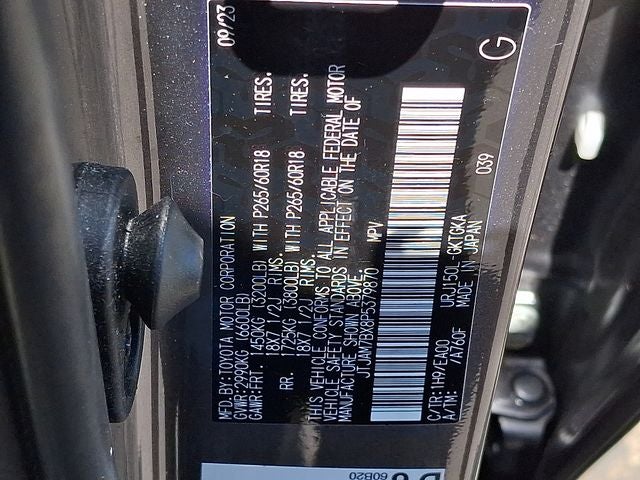 MFD.BY:TOYOTA MOTOR CORPORATION 09/23
GVWR:2990KG (6600LB)
GAWR:FRT. 1450KG (3200LB) WITH P265/60R18 TIRES.
18X7 1/2J RIMS.
RR. 1725KG (3800LB) WITH P265/60R18 TIRES.
18X7 1/2J RIMS.
THIS VEHICLE CONFORMS TO ALL APPLICABLE FEDERAL MOTOR
VEHICLE SAFETY STANDARDS IN EFFECT ON THE DATE OF
MANUFACTURE SHOWN ABOVE.
JTJAM7BX8P5379870 MPV
C/TR:1H9/EA00 URJ150L-GKTGKA 039
A/TM: /A760F MADE IN JAPAN
G
60B20